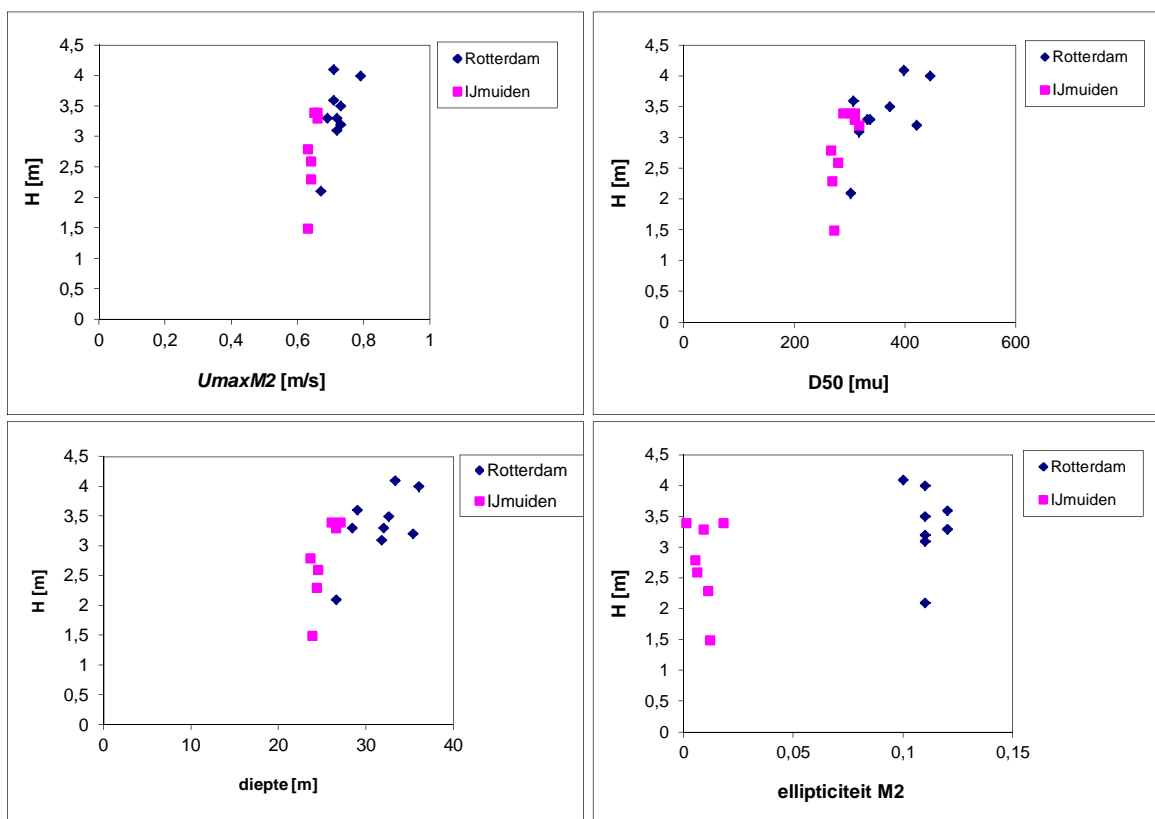 4,5
4
3,5
3
2,5
2
1,5
1
0,5
0
H [m]
0 0,2 0,4 0,6 0,8 1
UmaxM2 [m/s]
Rotterdam
IJmuiden
4,5
4
3,5
3
2,5
2
1,5
1
0,5
0
H [m]
0 200 400 600
D50 [mu]
Rotterdam
IJmuiden
4,5
4
3,5
3
2,5
2
1,5
1
0,5
0
H [m]
0 10 20 30 40
diepte [m]
Rotterdam
IJmuiden
4,5
4
3,5
3
2,5
2
1,5
1
0,5
0
H [m]
0 0,05 0,1 0,15
ellipticiteit M2
Rotterdam
IJmuiden